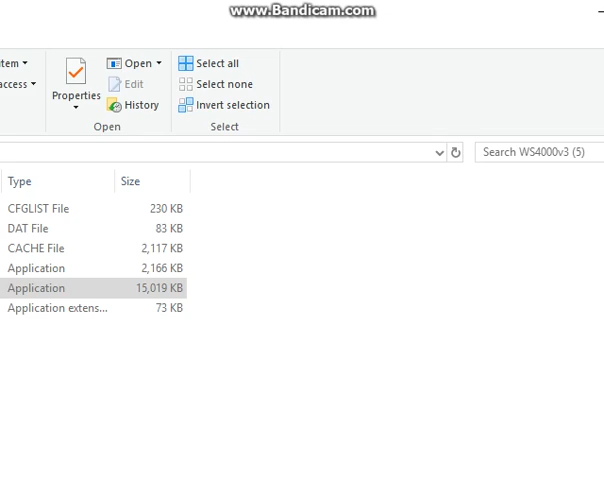 www.Bandicam.com
Item
Open
Select all
access
Properties
Edit
Select none
History
Invert selection
Open
Select
Search WS4000v3 (5)
Type Size
CFGLIST File 230 KB
DAT File 83 KB
CACHE File 2,117 KB
Application 2,166 KB
Application 15,019 KB
Application extens... 73 KB